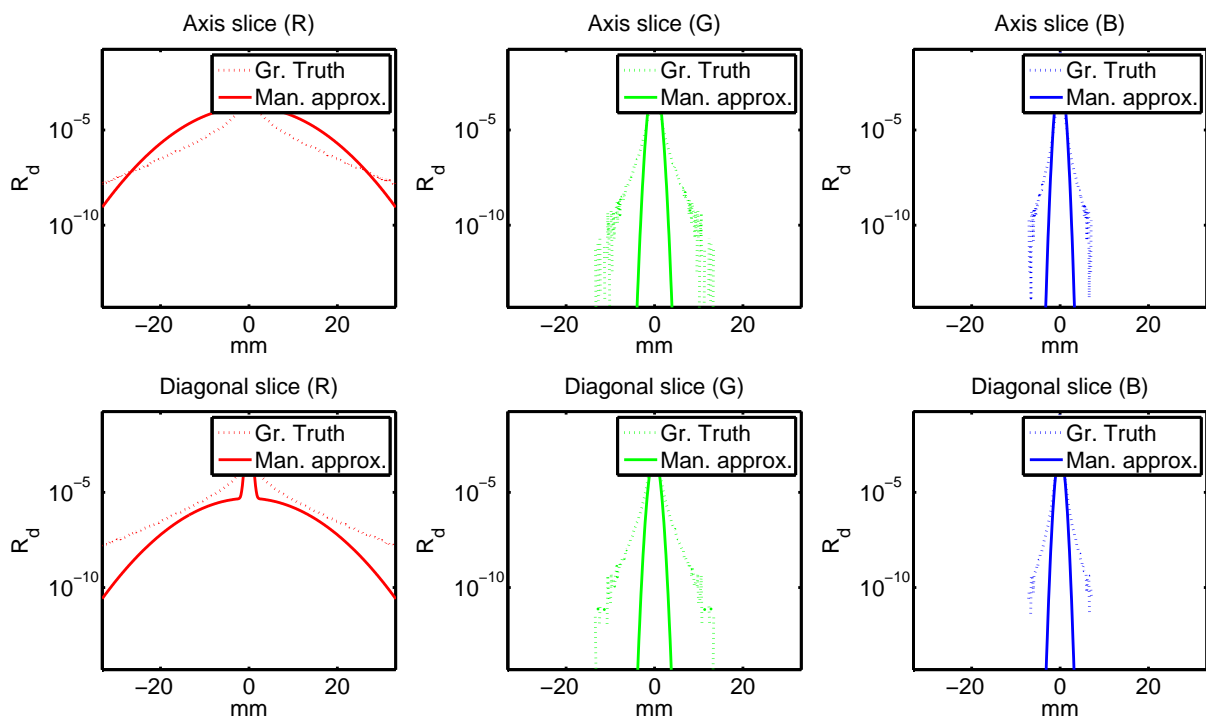 Axis slice (R)
Gr. Truth
Man. approx.
R_d
10^−5
10^−10
−20 0 20
mm
Axis slice (G)
Gr. Truth
Man. approx.
R_d
10^−5
10^−10
−20 0 20
mm
Axis slice (B)
Gr. Truth
Man. approx.
R_d
10^−5
10^−10
−20 0 20
mm
Diagonal slice (R)
Gr. Truth
Man. approx.
R_d
10^−5
10^−10
−20 0 20
mm
Diagonal slice (G)
Gr. Truth
Man. approx.
R_d
10^−5
10^−10
−20 0 20
mm
Diagonal slice (B)
Gr. Truth
Man. approx.
R_d
10^−5
10^−10
−20 0 20
mm